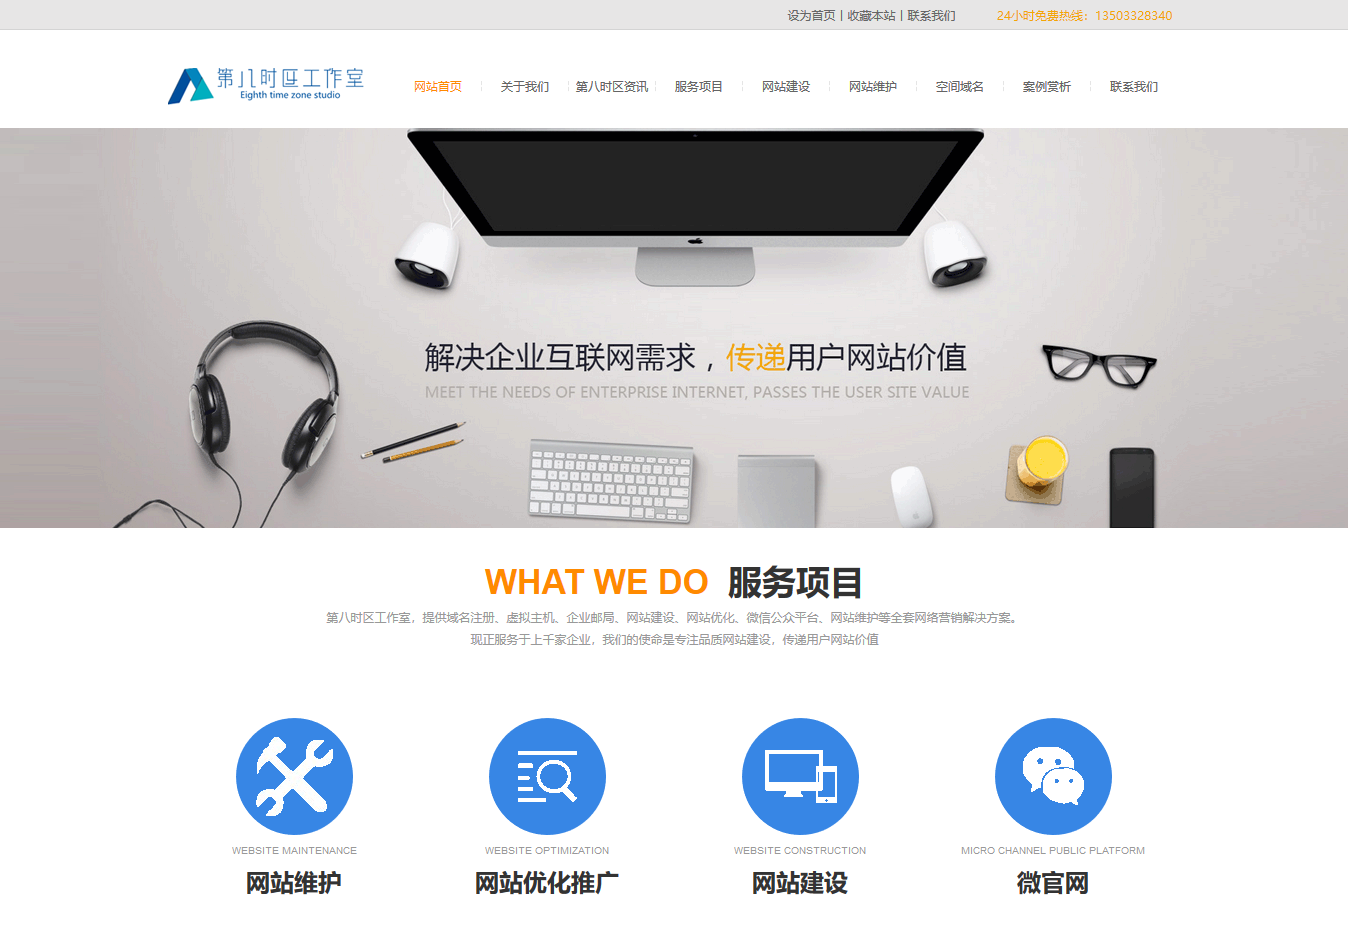 设为首页 | 收藏本站 | 联系我们 24小时免费热线：13503328340
第八时区工作室
Eighth time zone studio
网站首页 关于我们 第八时区资讯 服务项目 网站建设 网站维护 空间域名 案例赏析 联系我们
解决企业互联网需求，传递用户网站价值
MEET THE NEEDS OF ENTERPRISE INTERNET, PASSES THE USER SITE VALUE
WHAT WE DO 服务项目
第八时区工作室，提供域名注册、虚拟主机、企业邮局、网站建设、网站优化、微信公众平台、网站维护等全套网络营销解决方案。
现正服务于上千家企业，我们的使命是专注品质网站建设，传递用户网站价值
WEBSITE MAINTENANCE
网站维护
WEBSITE OPTIMIZATION
网站优化推广
WEBSITE CONSTRUCTION
网站建设
MICRO CHANNEL PUBLIC PLATFORM
微官网